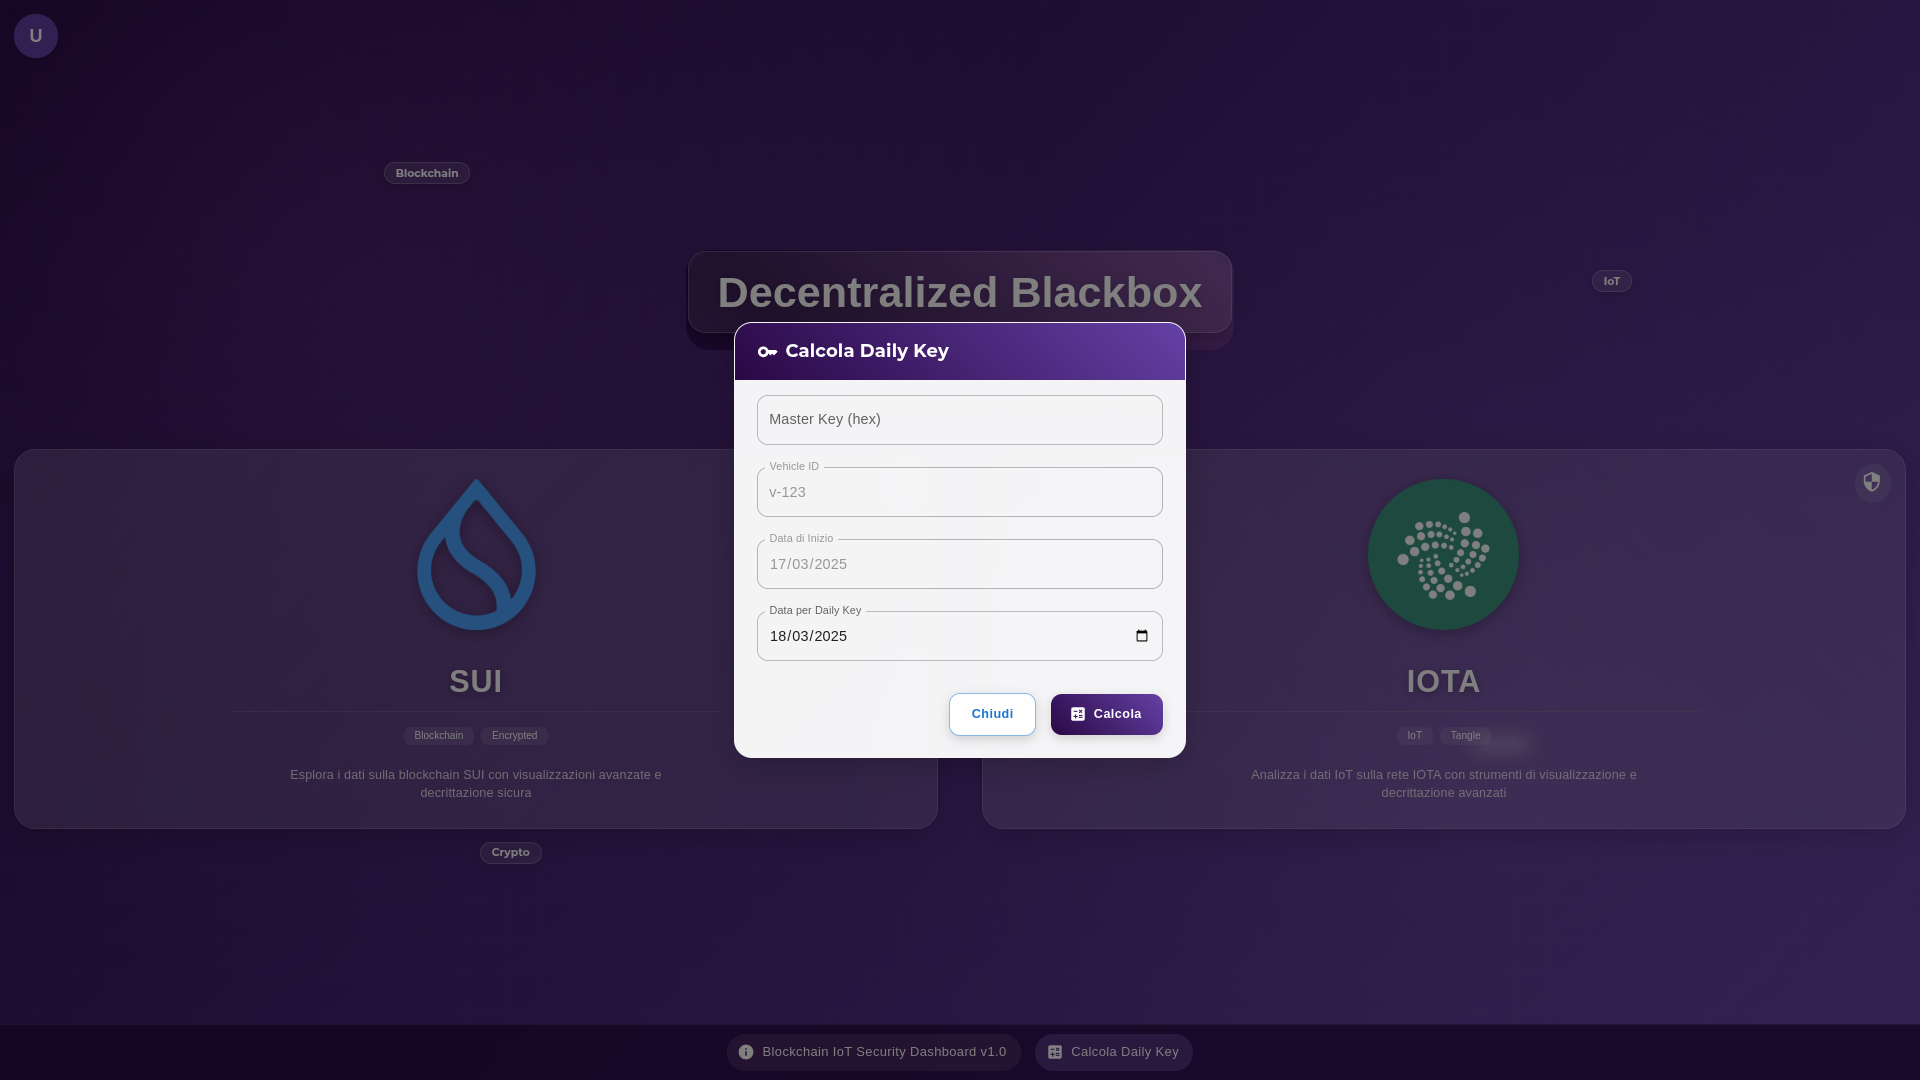 U
Blockchain
IoT
Decentralized Blackbox
Calcola Daily Key
Master Key (hex)
Vehicle ID
v-123
Data di Inizio
17/03/2025
Data per Daily Key
18/03/2025
Chiudi
Calcola
SUI
Blockchain
Encrypted
Esplora i dati sulla blockchain SUI con visualizzazioni avanzate e
decrittazione sicura
IOTA
IoT
Tangle
Analizza i dati IoT sulla rete IOTA con strumenti di visualizzazione e
decrittazione avanzati
Crypto
Blockchain IoT Security Dashboard v1.0
Calcola Daily Key